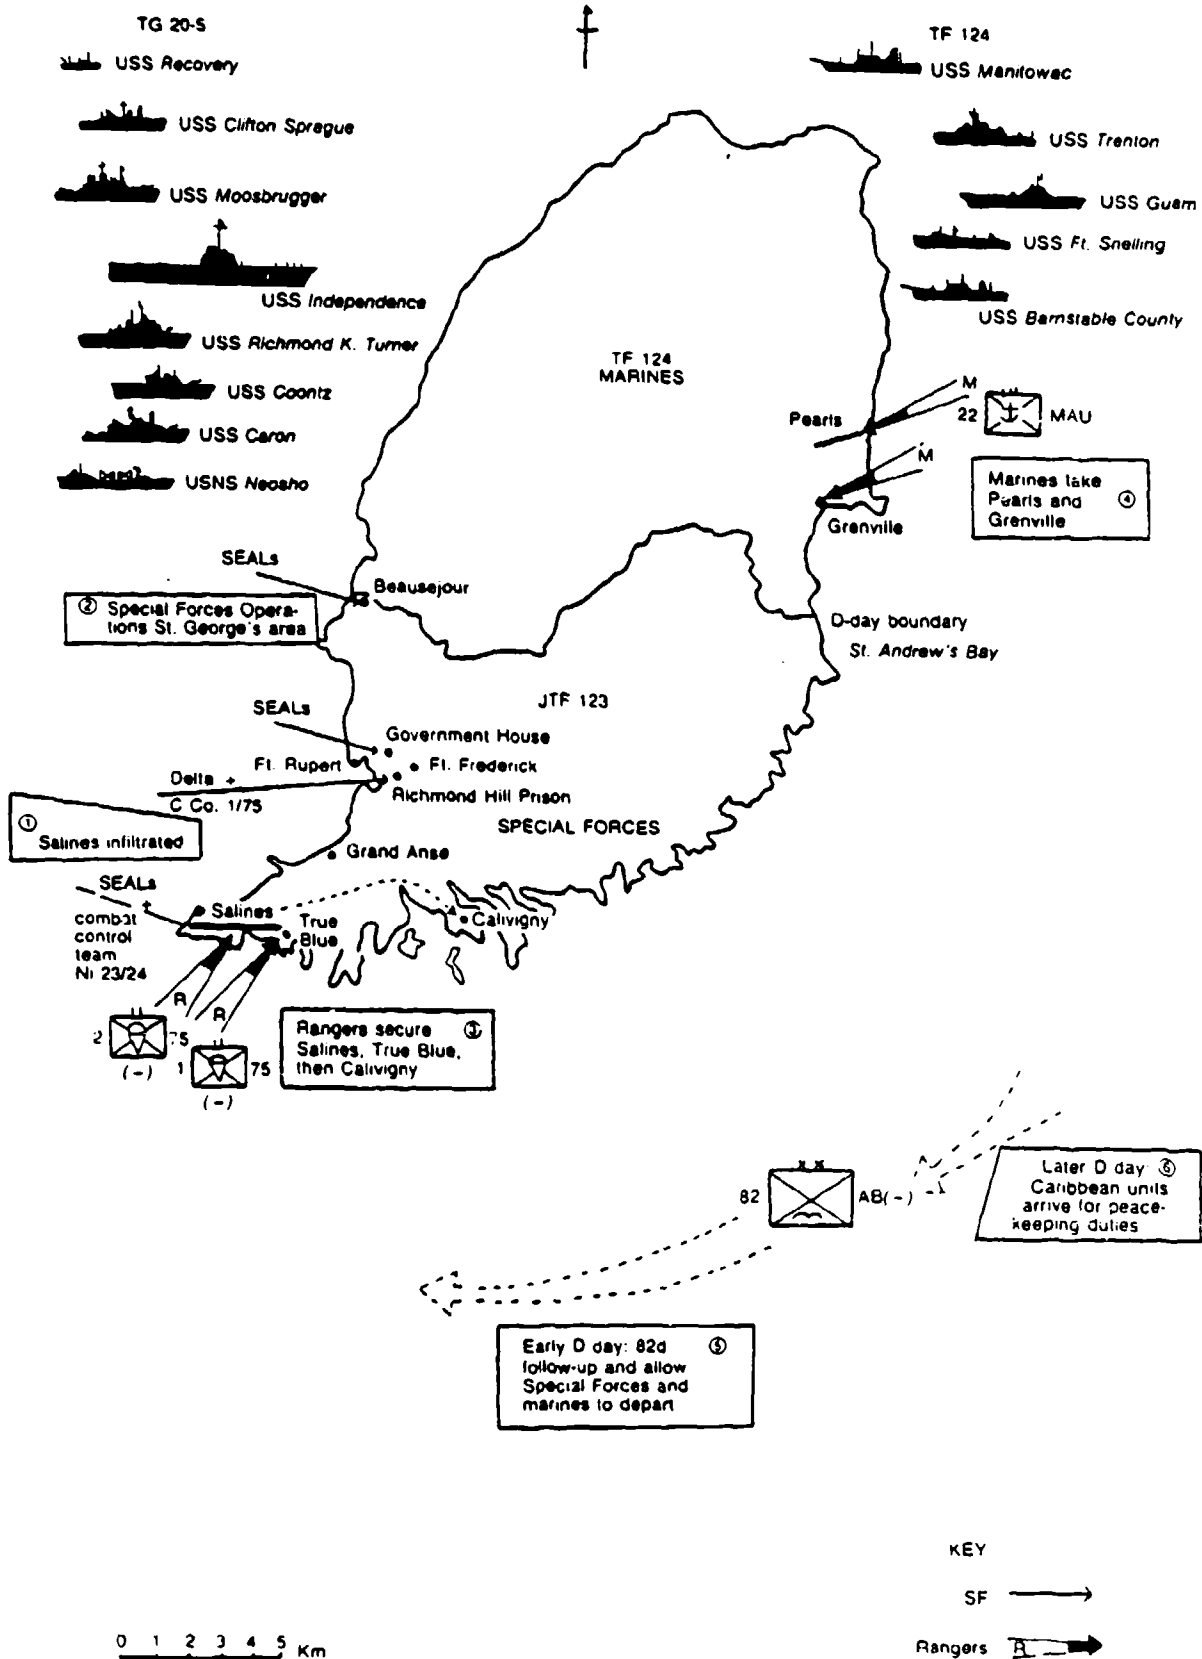 TG 20-S
USS Recovery
USS Clifton Sprague
USS Moosbrugger
USS Independence
USS Richmond K. Turner
USS Coontz
USS Caron
USNS Neosho
TF 124
USS Manitowac
USS Trenton
USS Guam
USS Ft. Snelling
USS Barnstable County
TF 124
MARINES
Pearls
M
22
MAU
M
Grenville
Marines take
Pearls and ④
Grenville
SEALs
Beausejour
② Special Forces Opera-
tions St. George's area
D-day boundary
St. Andrew's Bay
JTF 123
SEALs
Government House
Ft. Rupert
Ft. Frederick
Delta +
C Co. 1/75
Richmond Hill Prison
SPECIAL FORCES
①
Salines infiltrated
Grand Anse
SEALs
+
combat
control
team
Ni 23/24
Salines
True
Blue
Calivigny
R
R
2
75
(-)
1
75
(-)
Rangers secure ③
Salines, True Blue,
then Calivigny
82
AB(-)
Later D day: ⑥
Caribbean units
arrive for peace-
keeping duties
Early D day: 82d ⑤
follow-up and allow
Special Forces and
marines to depart
KEY
SF
Rangers R
0 1 2 3 4 5 Km